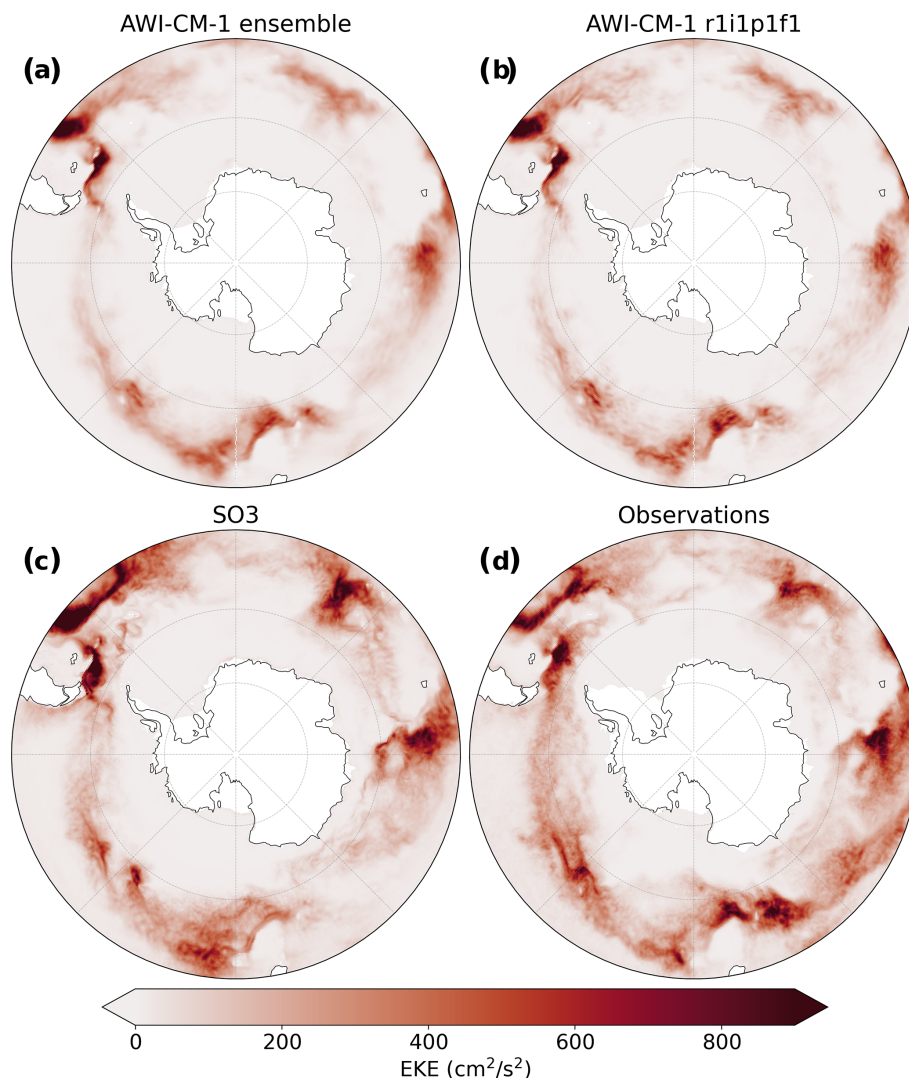 AWI-CM-1 ensemble
AWI-CM-1 r1i1p1f1
(a)
(b)
SO3
Observations
(c)
(d)
0 200 400 600 800
EKE (cm²/s²)